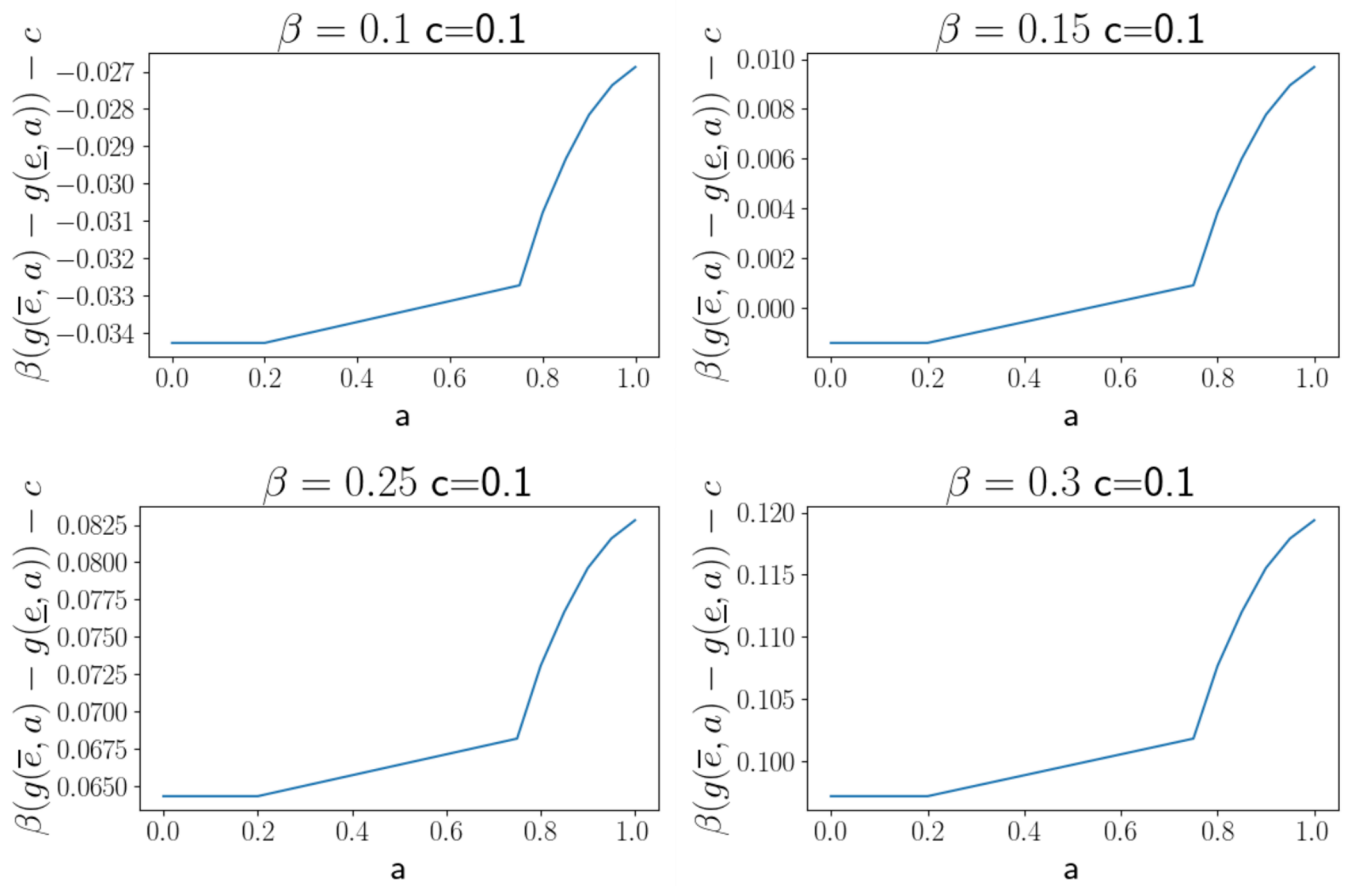 β = 0.1 c=0.1
β(g(e̅, a) − g(e̲, a)) − c
−0.027
−0.028
−0.029
−0.030
−0.031
−0.032
−0.033
−0.034
0.0 0.2 0.4 0.6 0.8 1.0
a
β = 0.15 c=0.1
β(g(e̅, a) − g(e̲, a)) − c
0.010
0.008
0.006
0.004
0.002
0.000
0.0 0.2 0.4 0.6 0.8 1.0
a
β = 0.25 c=0.1
β(g(e̅, a) − g(e̲, a)) − c
0.0825
0.0800
0.0775
0.0750
0.0725
0.0700
0.0675
0.0650
0.0 0.2 0.4 0.6 0.8 1.0
a
β = 0.3 c=0.1
β(g(e̅, a) − g(e̲, a)) − c
0.120
0.115
0.110
0.105
0.100
0.0 0.2 0.4 0.6 0.8 1.0
a